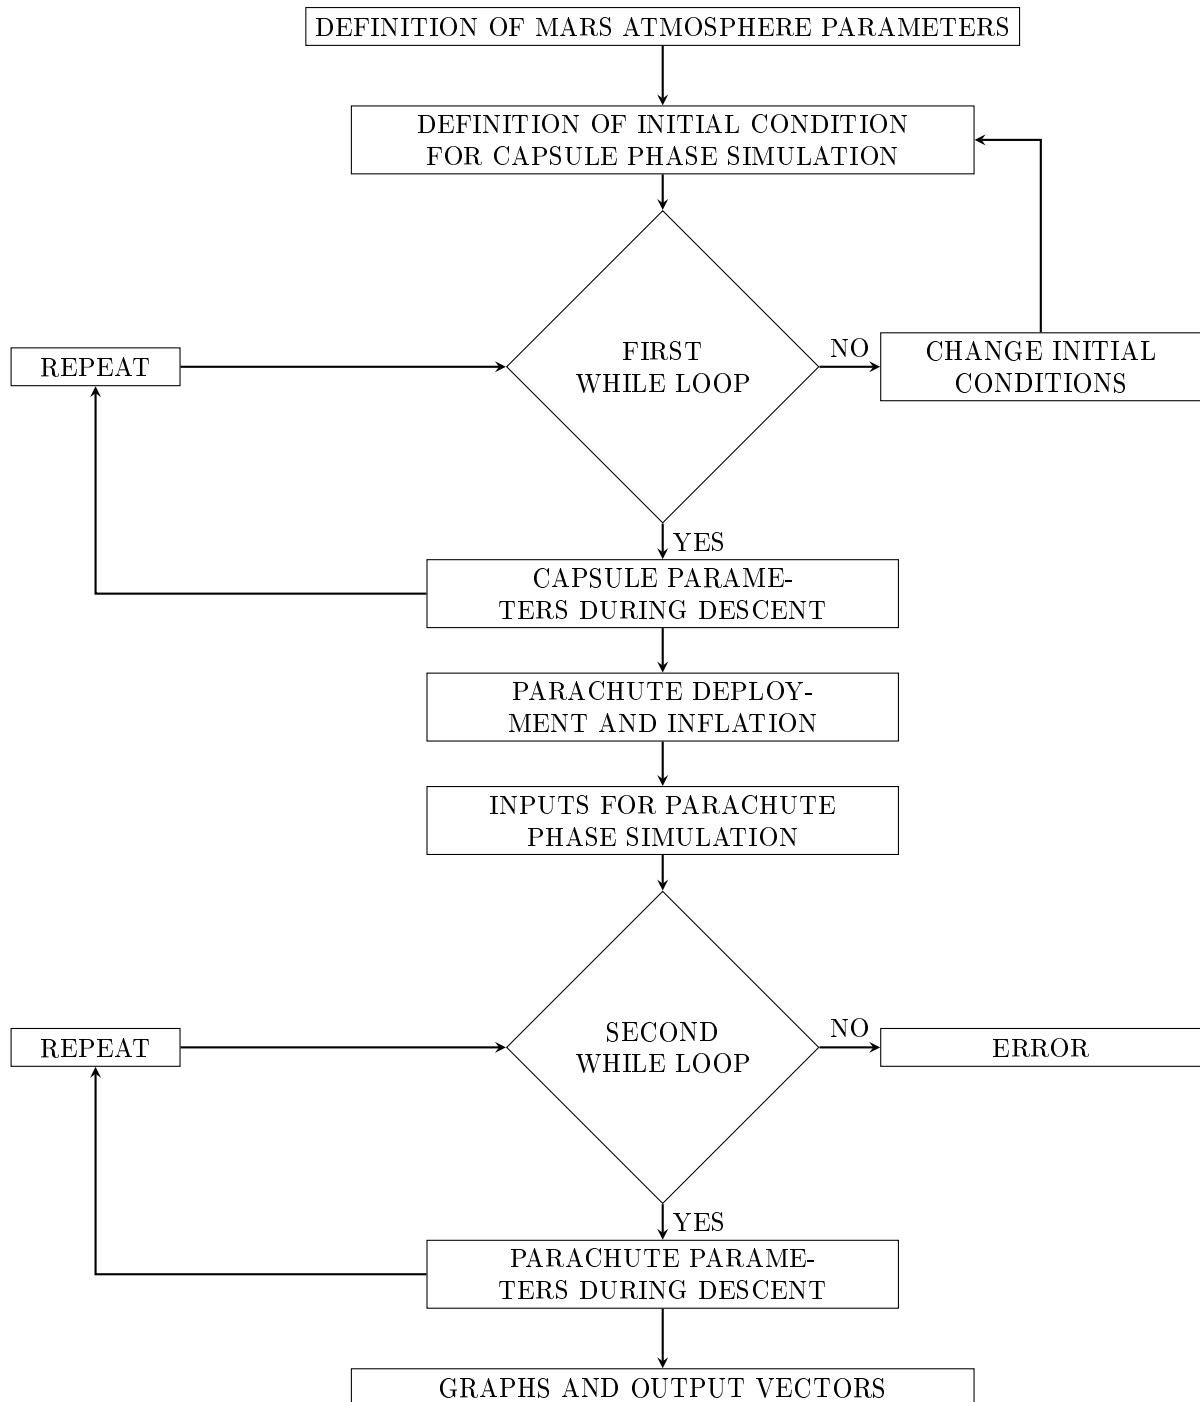 DEFINITION OF MARS ATMOSPHERE PARAMETERS
DEFINITION OF INITIAL CONDITION
FOR CAPSULE PHASE SIMULATION
FIRST
WHILE LOOP
NO
CHANGE INITIAL
CONDITIONS
REPEAT
YES
CAPSULE PARAME-
TERS DURING DESCENT
PARACHUTE DEPLOY-
MENT AND INFLATION
INPUTS FOR PARACHUTE
PHASE SIMULATION
SECOND
WHILE LOOP
NO
ERROR
REPEAT
YES
PARACHUTE PARAME-
TERS DURING DESCENT
GRAPHS AND OUTPUT VECTORS